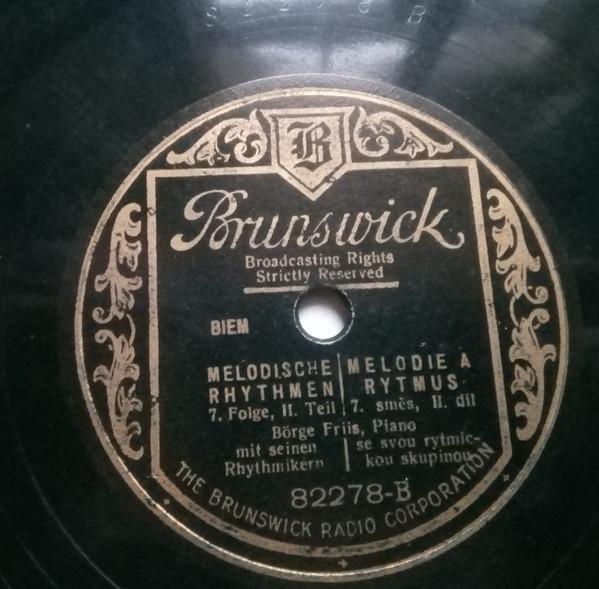 82278 B
B
Brunswick
Broadcasting Rights
Strictly Reserved
BIEM
MELODISCHE | MELODIE A
RHYTHMEN | RYTMUS
7. Folge, II. Teil | 7. směs, II. díl
Börge Friis, Piano
mit seinen | se svou rytmic-
Rhythmikern | kou skupinou
82278-B
THE BRUNSWICK RADIO CORPORATION